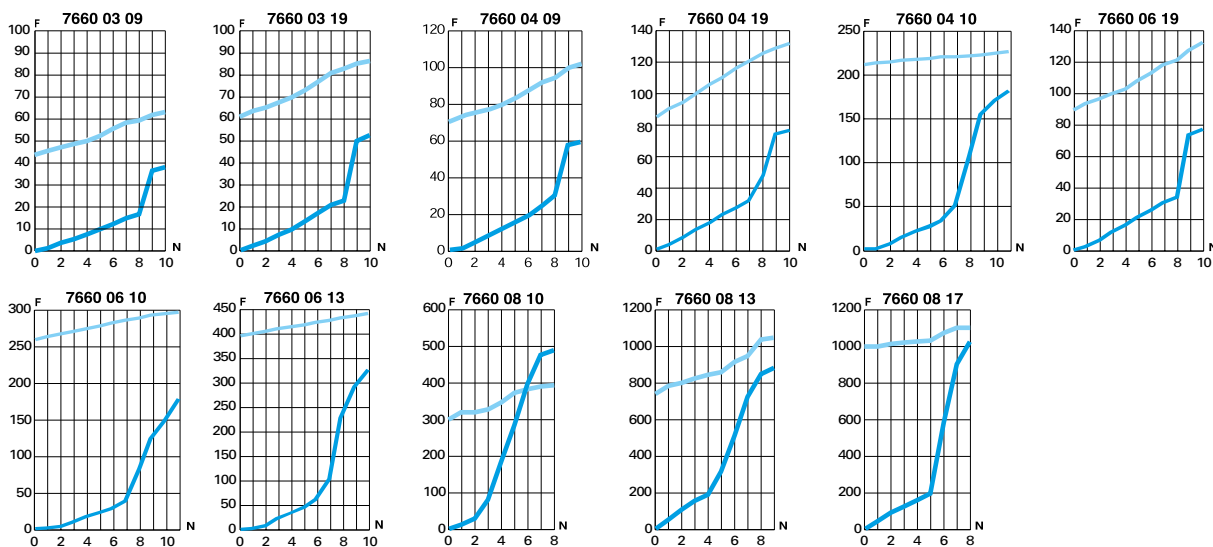 F 7660 03 09
100
90
80
70
60
50
40
30
20
10
0
N
0 2 4 6 8 10
F 7660 03 19
100
90
80
70
60
50
40
30
20
10
0
N
0 2 4 6 8 10
F 7660 04 09
120
100
80
60
40
20
0
N
0 2 4 6 8 10
F 7660 04 19
140
120
100
80
60
40
20
0
N
0 2 4 6 8 10
F 7660 04 10
250
200
150
100
50
0
N
0 2 4 6 8 10
F 7660 06 19
140
120
100
80
60
40
20
0
N
0 2 4 6 8 10
F 7660 06 10
300
250
200
150
100
50
0
N
0 2 4 6 8 10
F 7660 06 13
450
400
350
300
250
200
150
100
50
0
N
0 2 4 6 8 10
F 7660 08 10
600
500
400
300
200
100
0
N
0 2 4 6 8
F 7660 08 13
1200
1000
800
600
400
200
0
N
0 2 4 6 8
F 7660 08 17
1200
1000
800
600
400
200
0
N
0 2 4 6 8